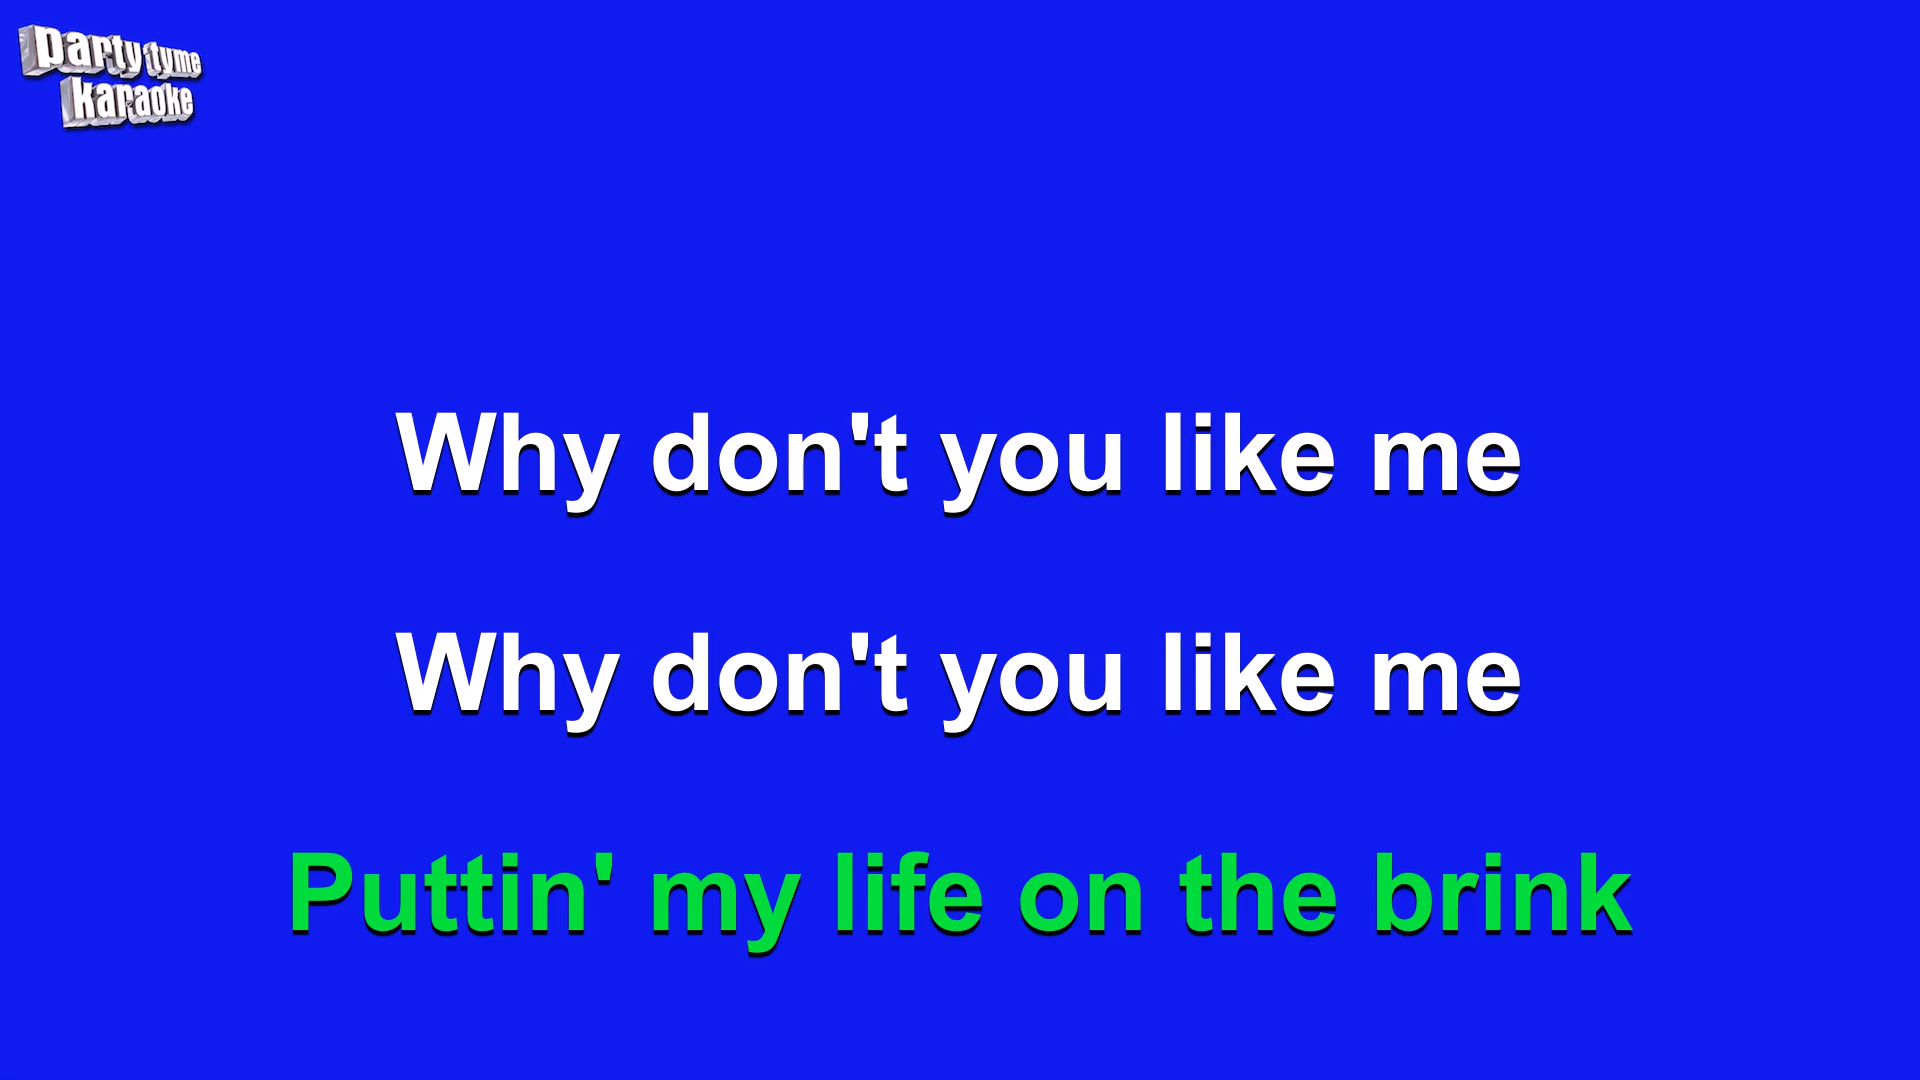 party tyme
karaoke
Why don't you like me
Why don't you like me
Puttin' my life on the brink